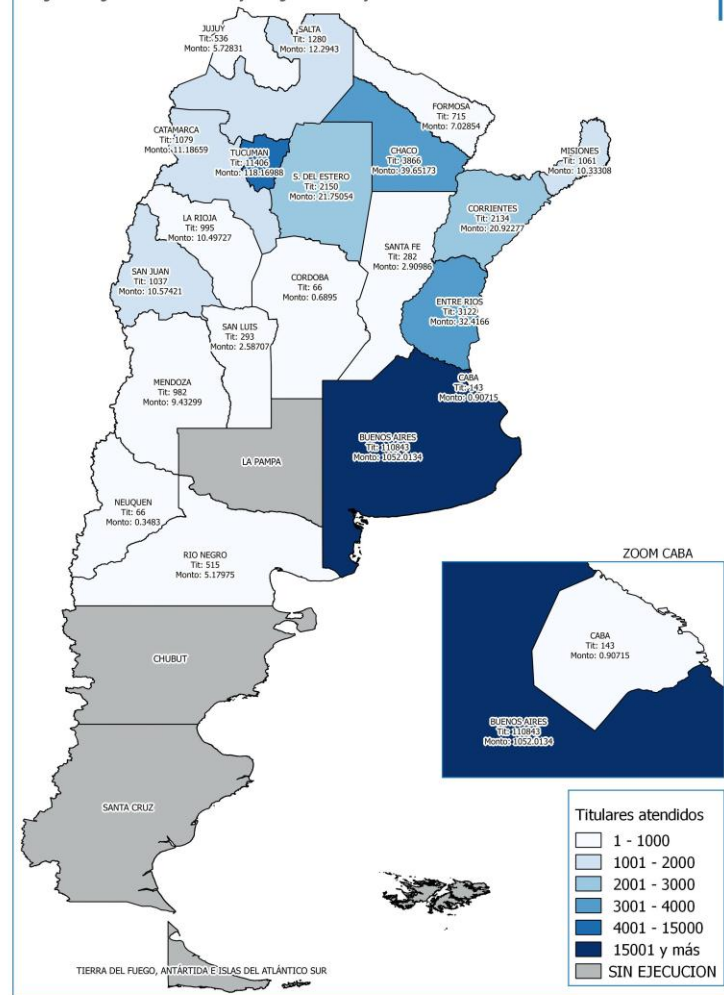 JUJUY
Tit: 536
Monto: 5.72831
SALTA
Tit: 1280
Monto: 12.2943
FORMOSA
Tit: 715
Monto: 7.02854
CATAMARCA
Tit: 1079
Monto: 11.18659
TUCUMAN
Tit: 11406
Monto: 118.16988
S. DEL ESTERO
Tit: 2150
Monto: 21.75054
CHACO
Tit: 3866
Monto: 39.65173
MISIONES
Tit: 1061
Monto: 10.33308
CORRIENTES
Tit: 2134
Monto: 20.92277
LA RIOJA
Tit: 995
Monto: 10.49727
SANTA FE
Tit: 282
Monto: 2.90986
SAN JUAN
Tit: 1037
Monto: 10.57421
CORDOBA
Tit: 66
Monto: 0.6895
ENTRE RIOS
Tit: 3122
Monto: 32.4166
SAN LUIS
Tit: 293
Monto: 2.58707
MENDOZA
Tit: 982
Monto: 9.43299
CABA
Tit: 143
Monto: 0.90715
BUENOS AIRES
Tit: 110843
Monto: 1052.0134
LA PAMPA
NEUQUEN
Tit: 66
Monto: 0.3483
RIO NEGRO
Tit: 515
Monto: 5.17975
ZOOM CABA
CABA
Tit: 143
Monto: 0.90715
BUENOS AIRES
Tit: 110843
Monto: 1052.0134
CHUBUT
SANTA CRUZ
TIERRA DEL FUEGO, ANTÁRTIDA E ISLAS DEL ATLÁNTICO SUR
Titulares atendidos
1 - 1000
1001 - 2000
2001 - 3000
3001 - 4000
4001 - 15000
15001 y más
SIN EJECUCION